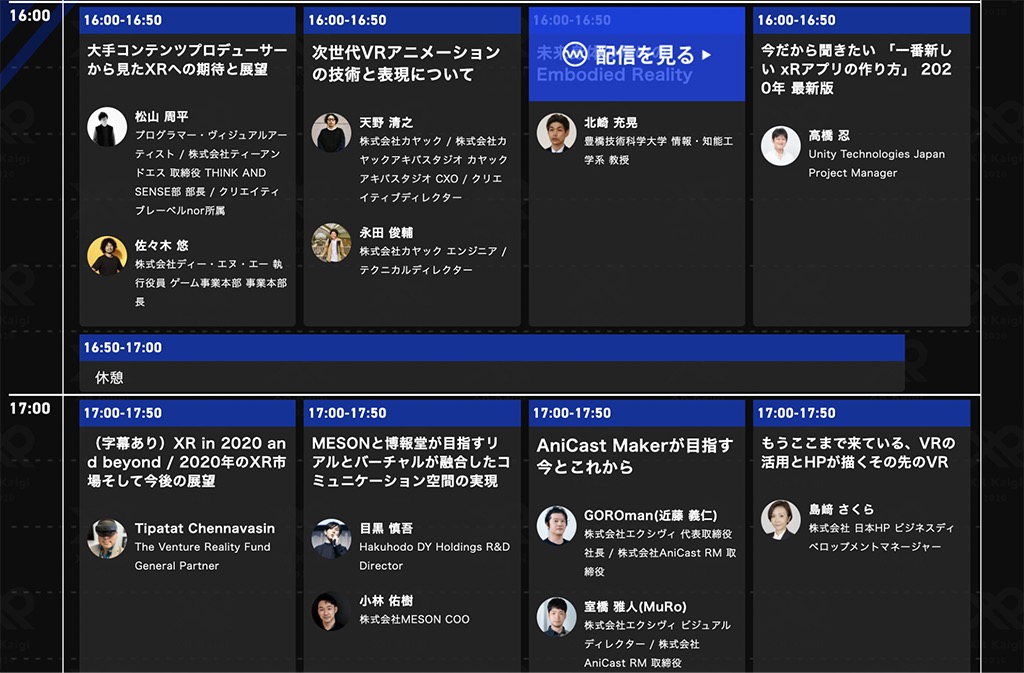 16:00
16:00-16:50
大手コンテンツプロデューサー
から見たXRへの期待と展望
松山 周平
プログラマー・ヴィジュアルアー
ティスト / 株式会社ティーアン
ドエス 取締役 THINK AND
SENSE部 部長 / クリエイティ
ブレーベルnor所属
佐々木 悠
株式会社ディー・エヌ・エー 執
行役員 ゲーム事業本部 事業本部
長
16:00-16:50
次世代VRアニメーション
の技術と表現について
天野 清之
株式会社カヤック / 株式会社カ
ヤックアキバスタジオ カヤック
アキバスタジオ CXO / クリエ
イティブディレクター
永田 俊輔
株式会社カヤック エンジニア /
テクニカルディレクター
16:00-16:50
配信を見る ▸
Embodied Reality
北崎 充晃
豊橋技術科学大学 情報・知能工
学系 教授
16:00-16:50
今だから聞きたい 「一番新し
い xRアプリの作り方」 202
0年 最新版
高橋 忍
Unity Technologies Japan
Project Manager
16:50-17:00
休憩
17:00
17:00-17:50
（字幕あり）XR in 2020 an
d beyond / 2020年のXR市
場そして今後の展望
Tipatat Chennavasin
The Venture Reality Fund
General Partner
17:00-17:50
MESONと博報堂が目指すリ
アルとバーチャルが融合したコ
ミュニケーション空間の実現
目黒 慎吾
Hakuhodo DY Holdings R&D
Director
小林 佑樹
株式会社MESON COO
17:00-17:50
AniCast Makerが目指す
今とこれから
GOROman(近藤 義仁)
株式会社エクシヴィ 代表取締役
社長 / 株式会社AniCast RM 取
締役
室橋 雅人(MuRo)
株式会社エクシヴィ ビジュアル
ディレクター / 株式会社
AniCast RM 取締役
17:00-17:50
もうここまで来ている、VRの
活用とHPが描くその先のVR
島﨑 さくら
株式会社 日本HP ビジネスディ
ベロップメントマネージャー